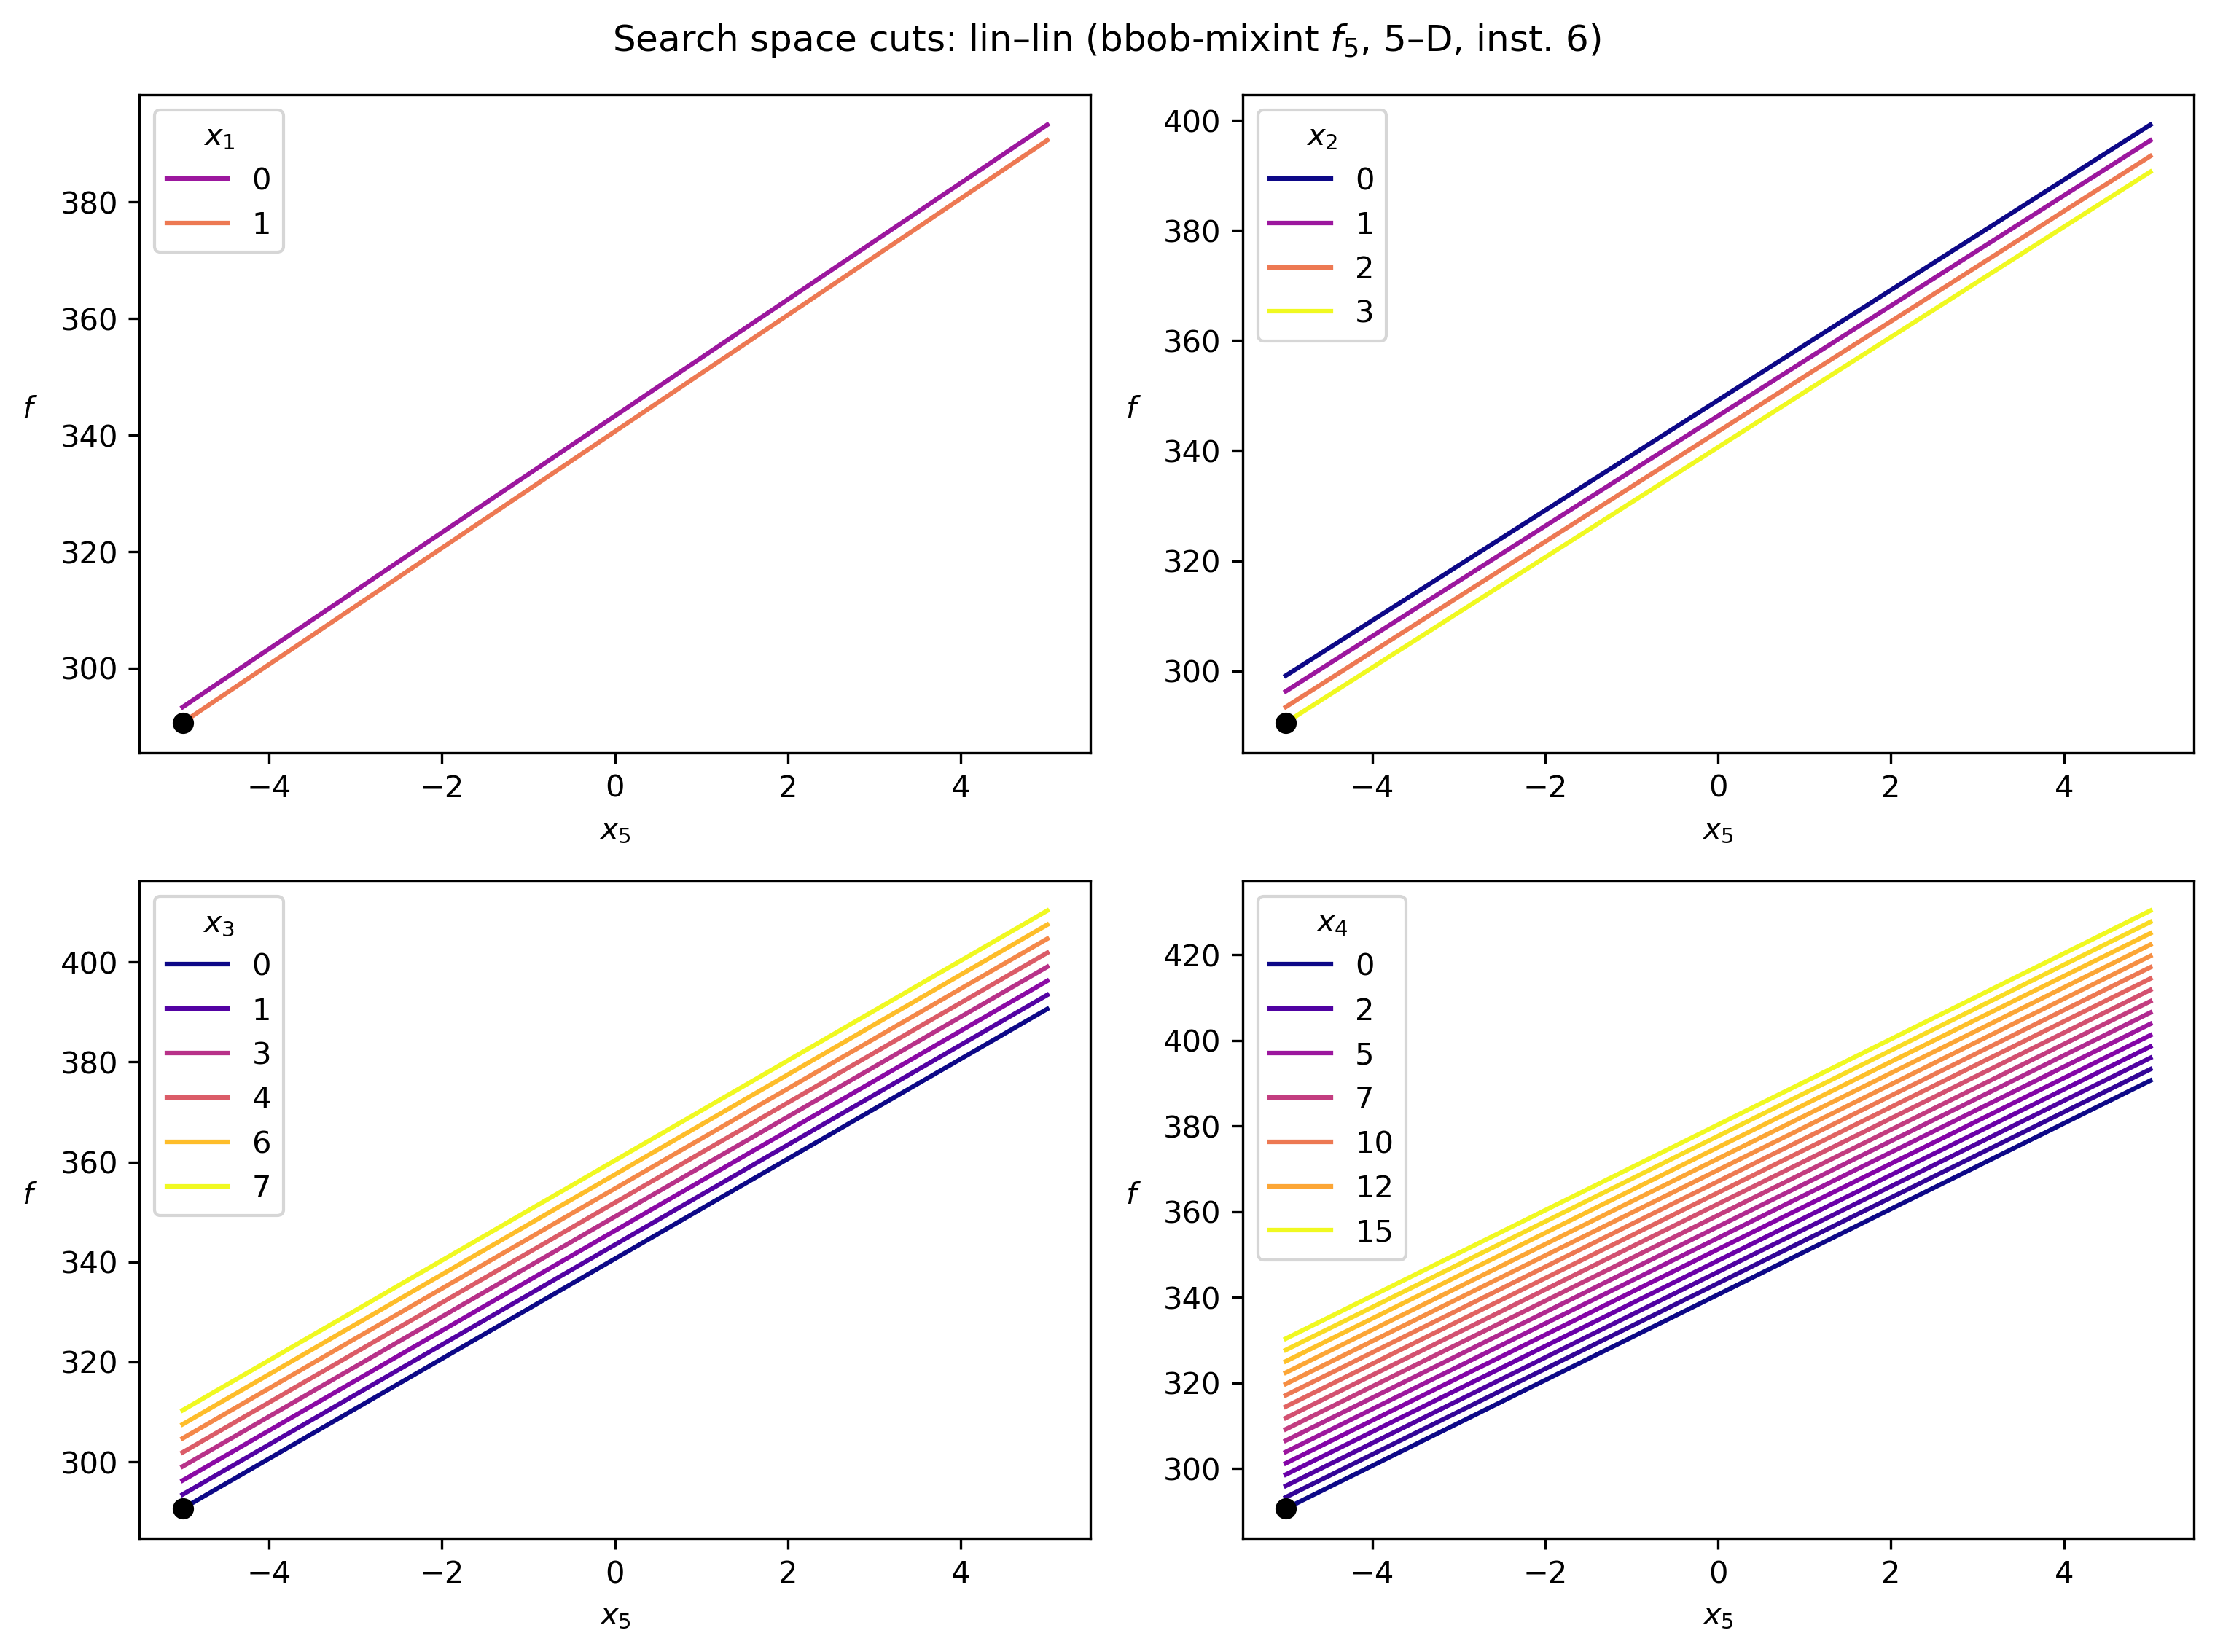 Search space cuts: lin–lin (bbob-mixint f₅, 5–D, inst. 6)
x₁
0
1
380
360
340
320
300
f
−4 −2 0 2 4
x₅
x₂
0
1
2
3
400
380
360
340
320
300
f
−4 −2 0 2 4
x₅
x₃
0
1
3
4
6
7
400
380
360
340
320
300
f
−4 −2 0 2 4
x₅
x₄
0
2
5
7
10
12
15
420
400
380
360
340
320
300
f
−4 −2 0 2 4
x₅